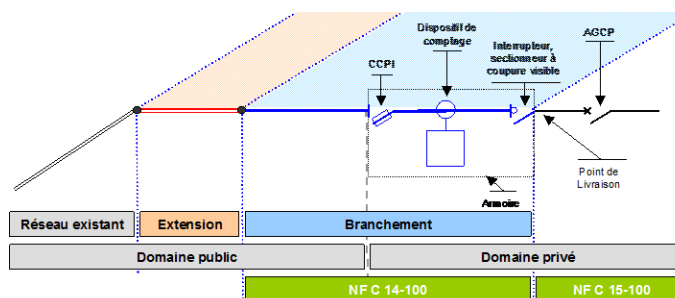 Dispositif de
comptage
Interrupteur,
sectionneur à
coupure visible
AGCP
CCPI
Point de
Livraison
Armoire
Réseau existant
Extension
Branchement
Domaine public
Domaine privé
NF C 14-100
NF C 15-100